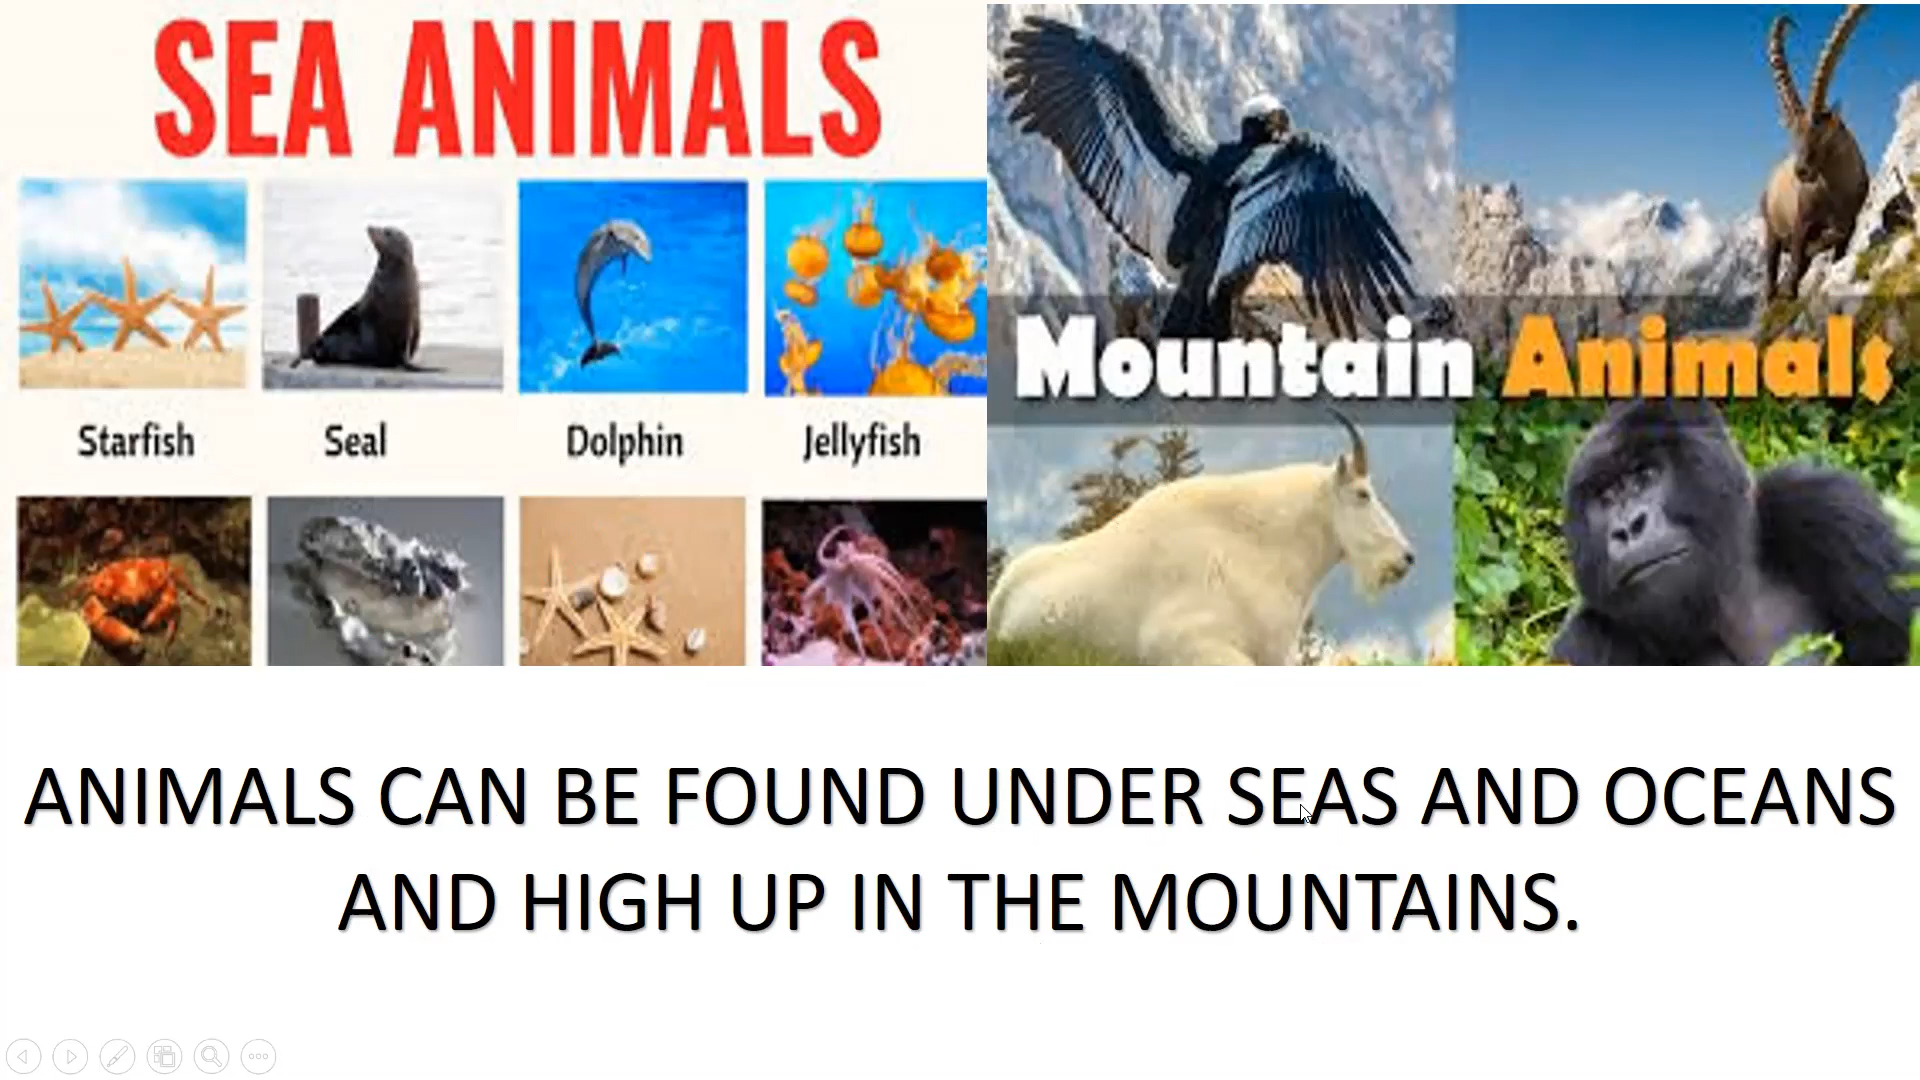 SEA ANIMALS
Starfish
Seal
Dolphin
Jellyfish
Mountain Animals
ANIMALS CAN BE FOUND UNDER SEAS AND OCEANS
AND HIGH UP IN THE MOUNTAINS.